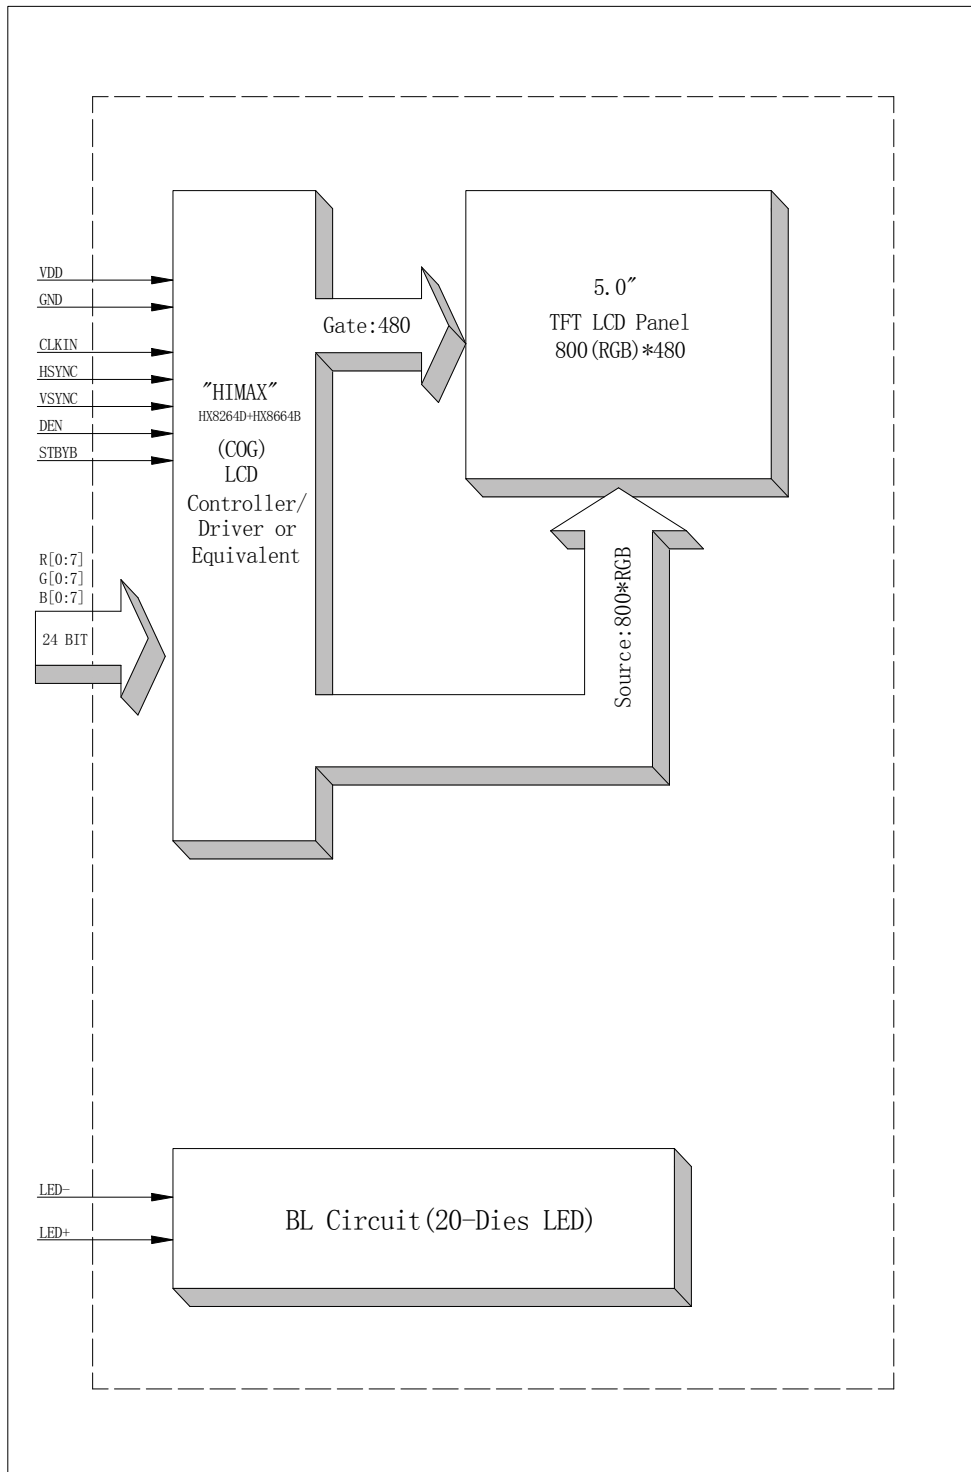 VDD
GND
CLKIN
HSYNC
VSYNC
DEN
STBYB
R[0:7]
G[0:7]
B[0:7]
24 BIT
"HIMAX"
HX8264D+HX8664B
(COG)
LCD
Controller/
Driver or
Equivalent
Gate:480
5.0"
TFT LCD Panel
800(RGB)*480
Source:800*RGB
LED-
LED+
BL Circuit(20-Dies LED)